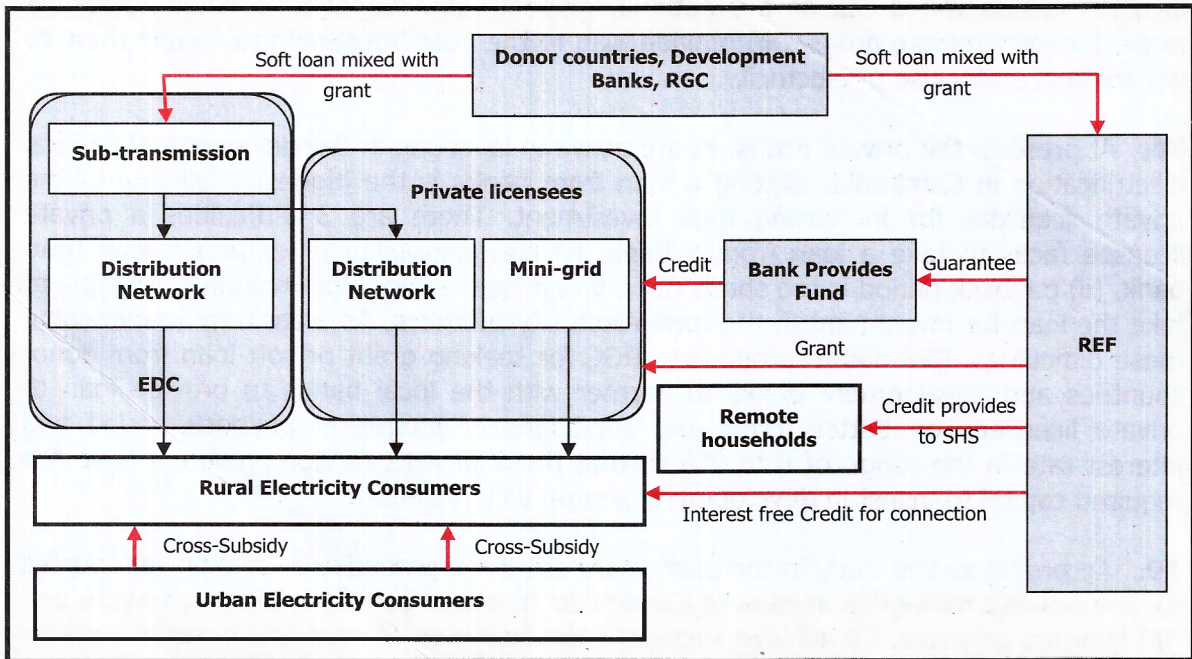 Donor countries, Development
Banks, RGC
Soft loan mixed with
grant
Soft loan mixed with
grant
Sub-transmission
Private licenses
Distribution
Network
Distribution
Network
Mini-grid
Credit
Bank Provides
Fund
Guarantee
REF
Grant
EDC
Remote
households
Credit provides
to SHS
Rural Electricity Consumers
Interest free Credit for connection
Cross-Subsidy
Cross-Subsidy
Urban Electricity Consumers